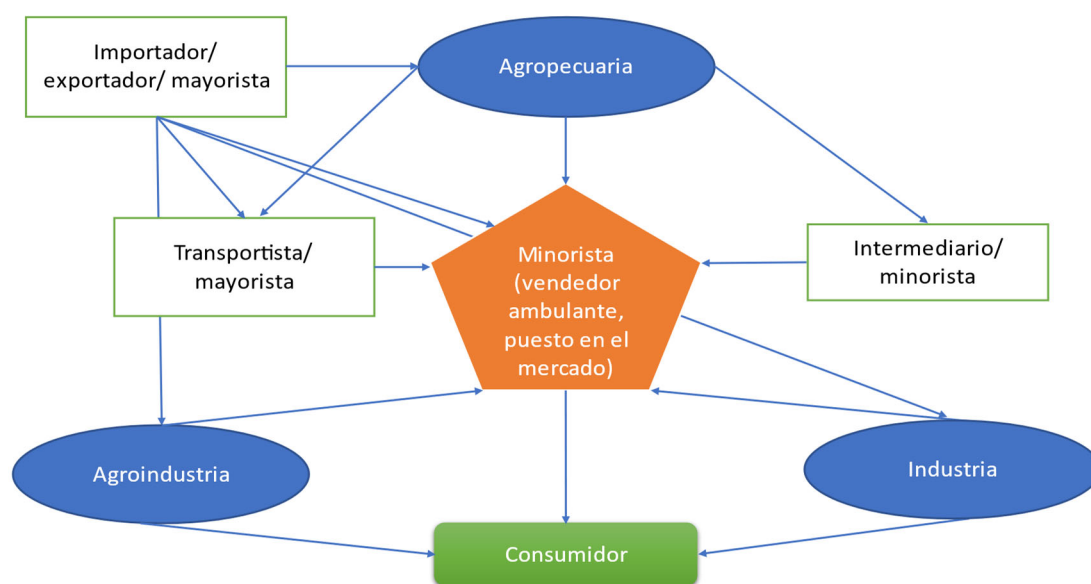 Importador/
exportador/ mayorista
Agropecuaria
Transportista/
mayorista
Minorista
(vendedor
ambulante,
puesto en el
mercado)
Intermediario/
minorista
Agroindustria
Industria
Consumidor